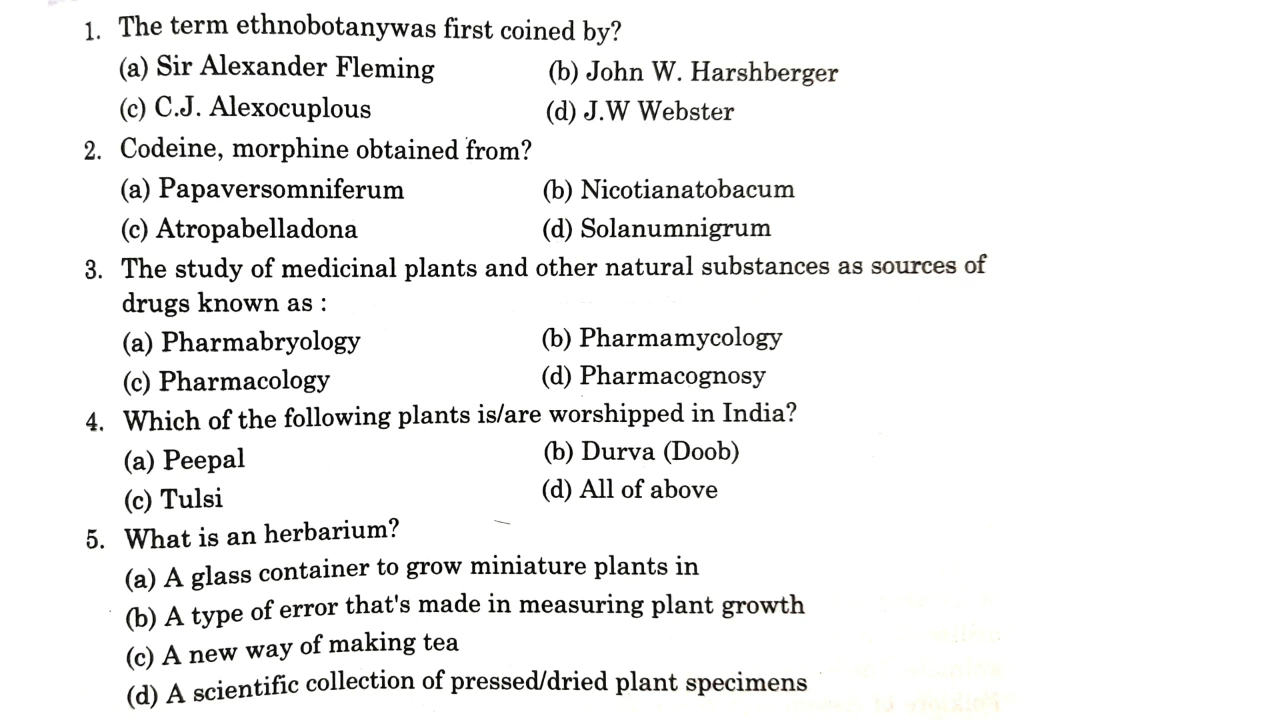 1. The term ethnobotanywas first coined by?
(a) Sir Alexander Fleming (b) John W. Harshberger
(c) C.J. Alexocuplous (d) J.W Webster
2. Codeine, morphine obtained from?
(a) Papaversomniferum (b) Nicotianatobacum
(c) Atropabelladona (d) Solanumnigrum
3. The study of medicinal plants and other natural substances as sources of
drugs known as :
(a) Pharmabryology (b) Pharmamycology
(c) Pharmacology (d) Pharmacognosy
4. Which of the following plants is/are worshipped in India?
(a) Peepal (b) Durva (Doob)
(c) Tulsi (d) All of above
5. What is an herbarium?
(a) A glass container to grow miniature plants in
(b) A type of error that's made in measuring plant growth
(c) A new way of making tea
(d) A scientific collection of pressed/dried plant specimens